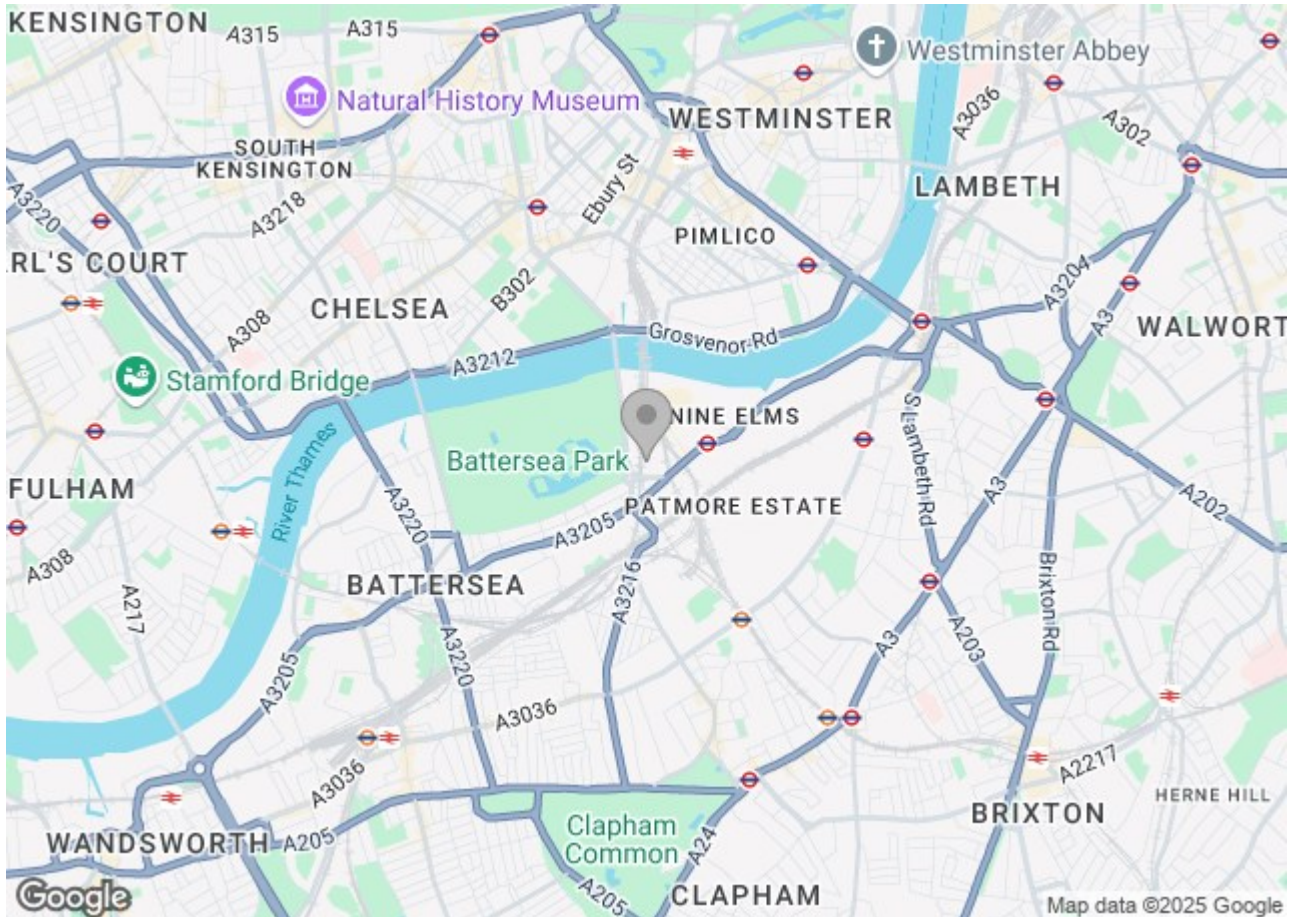 KENSINGTON
A315
A315
Westminster Abbey
Natural History Museum
WESTMINSTER
A3036
A302
SOUTH
KENSINGTON
Ebury St
LAMBETH
A3220
A3218
PIMLICO
RL'S COURT
B302
A3204
CHELSEA
A308
Grosvenor Rd
A3
WALWORT
A3212
Stamford Bridge
NINE ELMS
S Lambeth Rd
River Thames
Battersea Park
FULHAM
A3220
A3205
PATMORE ESTATE
A3
A202
A308
A217
BATTERSEA
A3216
Brixton Rd
A3220
A3
A203
A3205
A3036
A3036
A2217
HERNE HILL
BRIXTON
WANDSWORTH
A205
Clapham
Common
A24
A205
CLAPHAM
Google
Map data ©2025 Google